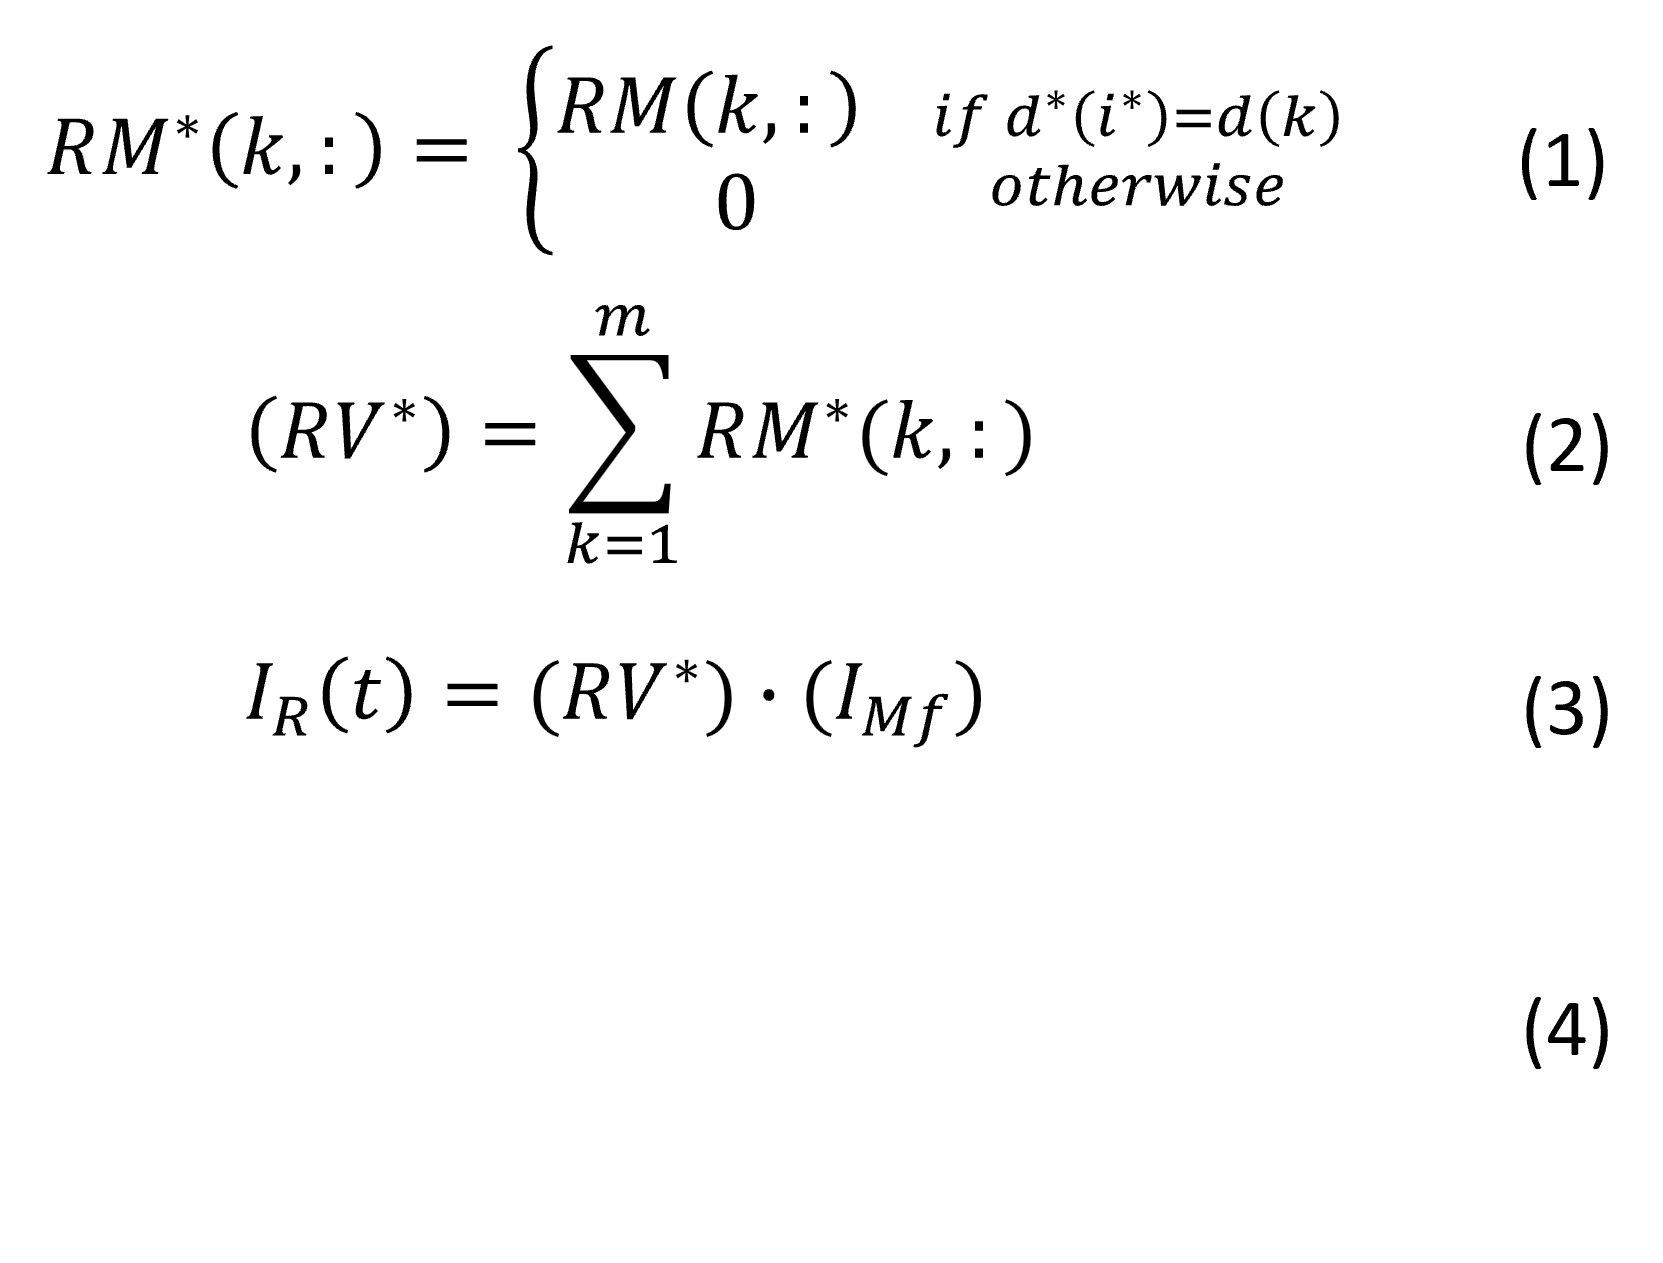 RM*(k,:) = { RM(k,:) if d*(i*)=d(k) (1)
0 otherwise
(RV*) = ∑_{k=1}^{m} RM*(k,:) (2)
I_R(t) = (RV*) · (I_{Mf}) (3)
(4)